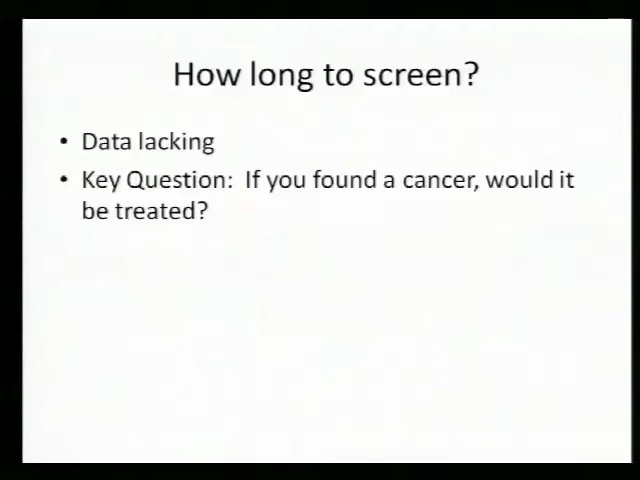 How long to screen?
• Data lacking
• Key Question:  If you found a cancer, would it
be treated?